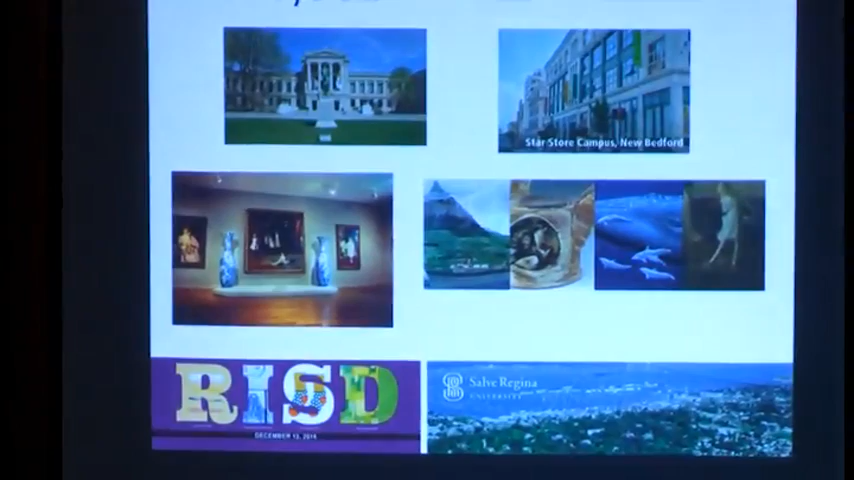 Star Store Campus, New Bedford
RISD
DECEMBER 13, 2014
Salve Regina
UNIVERSITY